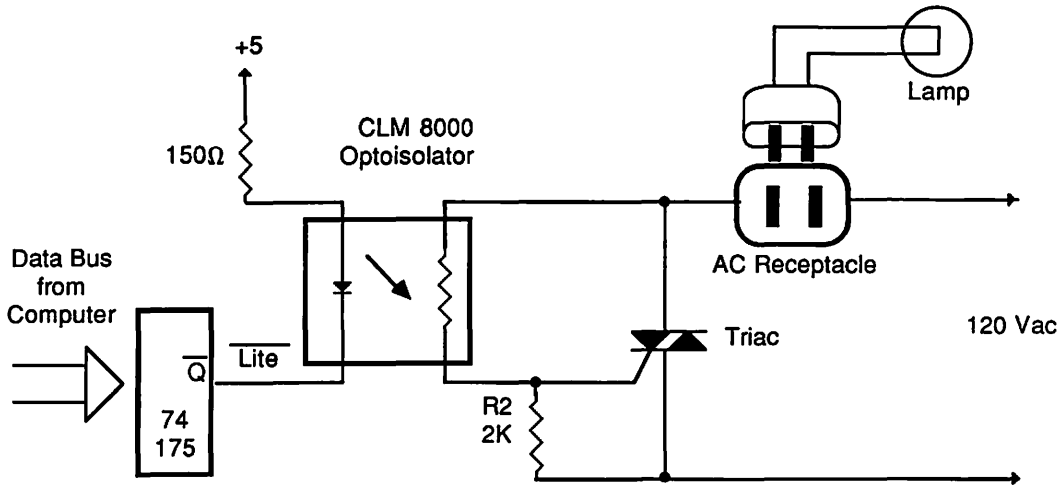 +5
150Ω
CLM 8000
Optoisolator
Lamp
AC Receptacle
Data Bus
from
Computer
Lite
Q
74
175
Triac
120 Vac
R2
2K